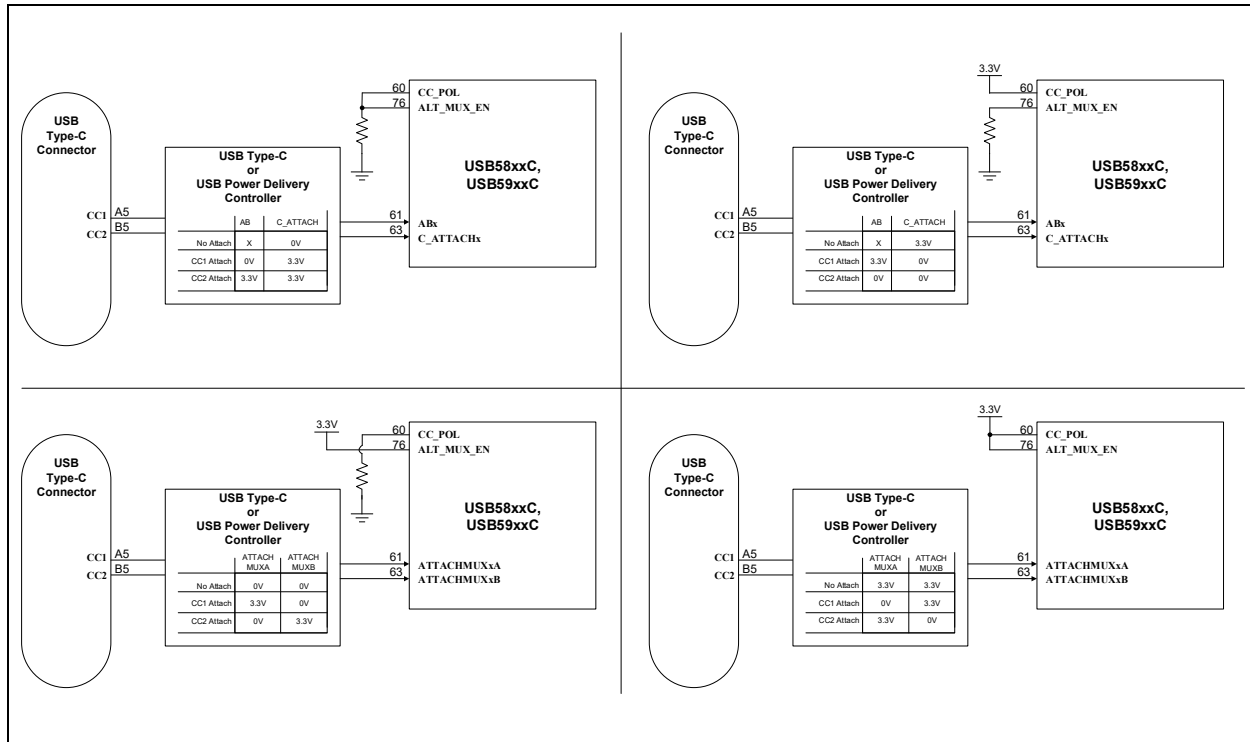 60
CC_POL
76
ALT_MUX_EN
USB
Type-C
Connector
USB Type-C
or
USB Power Delivery
Controller
USB58xxC,
USB59xxC
AB C_ATTACH
No Attach X 0V
CC1 Attach 0V 3.3V
CC2 Attach 3.3V 3.3V
CC1 A5
CC2 B5
61 ABx
63 C_ATTACHx
3.3V
60
CC_POL
76
ALT_MUX_EN
USB
Type-C
Connector
USB Type-C
or
USB Power Delivery
Controller
USB58xxC,
USB59xxC
AB C_ATTACH
No Attach X 3.3V
CC1 Attach 3.3V 0V
CC2 Attach 0V 0V
CC1 A5
CC2 B5
61 ABx
63 C_ATTACHx
3.3V
60
CC_POL
76
ALT_MUX_EN
USB
Type-C
Connector
USB Type-C
or
USB Power Delivery
Controller
USB58xxC,
USB59xxC
ATTACH ATTACH
MUXA MUXB
No Attach 0V 0V
CC1 Attach 3.3V 0V
CC2 Attach 0V 3.3V
CC1 A5
CC2 B5
61 ATTACHMUXxA
63 ATTACHMUXxB
3.3V
60
CC_POL
76
ALT_MUX_EN
USB
Type-C
Connector
USB Type-C
or
USB Power Delivery
Controller
USB58xxC,
USB59xxC
ATTACH ATTACH
MUXA MUXB
No Attach 3.3V 3.3V
CC1 Attach 0V 3.3V
CC2 Attach 3.3V 0V
CC1 A5
CC2 B5
61 ATTACHMUXxA
63 ATTACHMUXxB